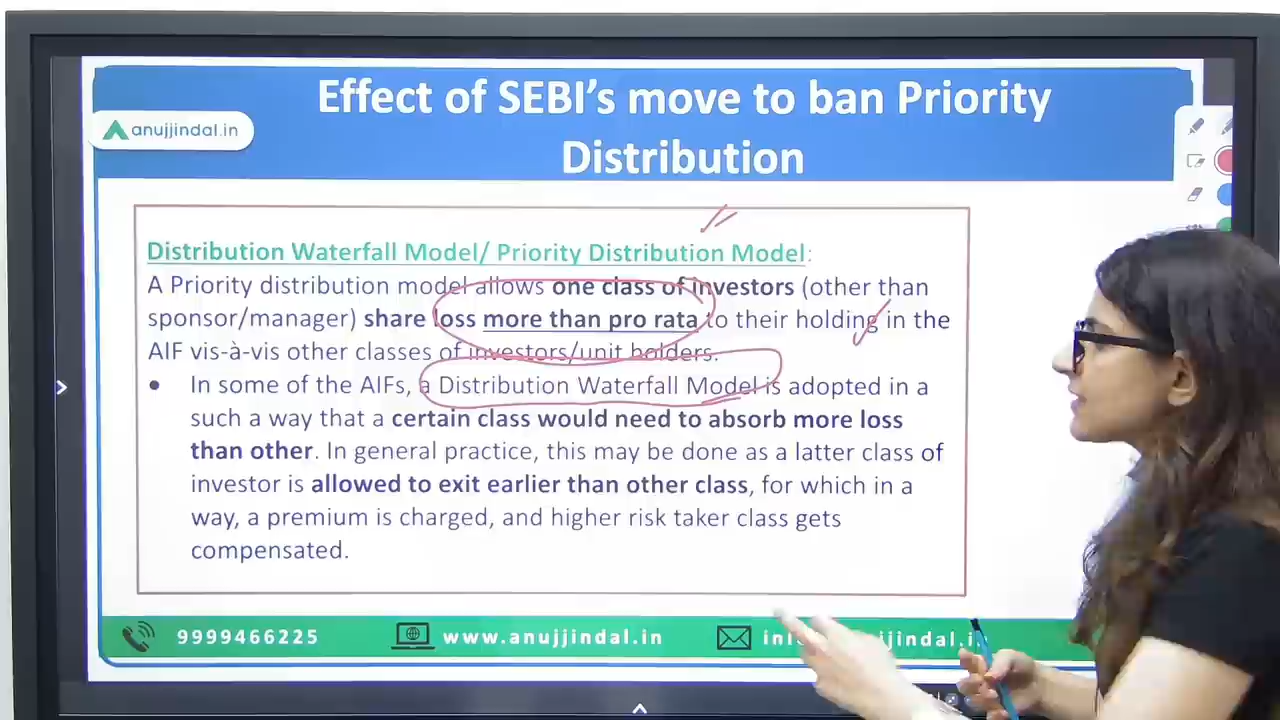 Effect of SEBI's move to ban Priority
Distribution
anujjindal.in
Distribution Waterfall Model/ Priority Distribution Model:
A Priority distribution model allows one class of investors (other than
sponsor/manager) share loss more than pro rata to their holding in the
AIF vis-à-vis other classes of investors/unit holders.
• In some of the AIFs, a Distribution Waterfall Model is adopted in a
such a way that a certain class would need to absorb more loss
than other. In general practice, this may be done as a latter class of
investor is allowed to exit earlier than other class, for which in a
way, a premium is charged, and higher risk taker class gets
compensated.
9999466225
www.anujjindal.in